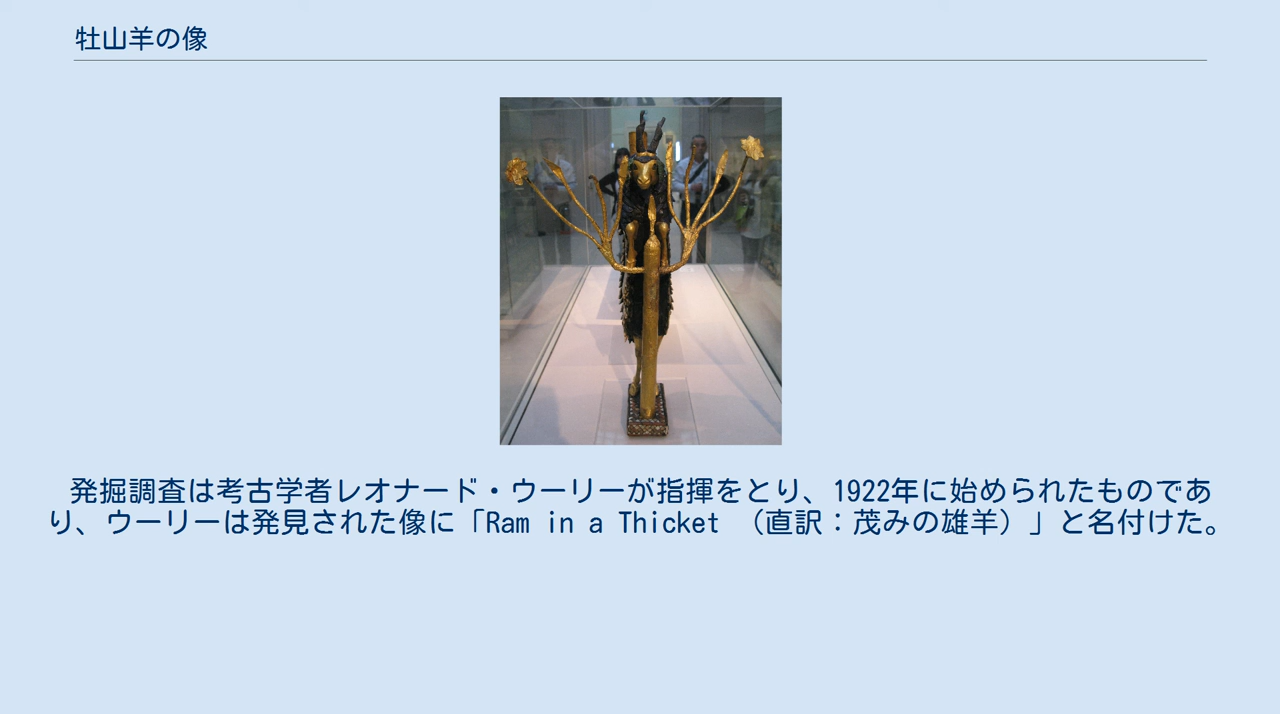 牡山羊の像
発掘調査は考古学者レオナード・ウーリーが指揮をとり、1922年に始められたものであ
り、ウーリーは発見された像に「Ram in a Thicket （直訳：茂みの雄羊）」と名付けた。